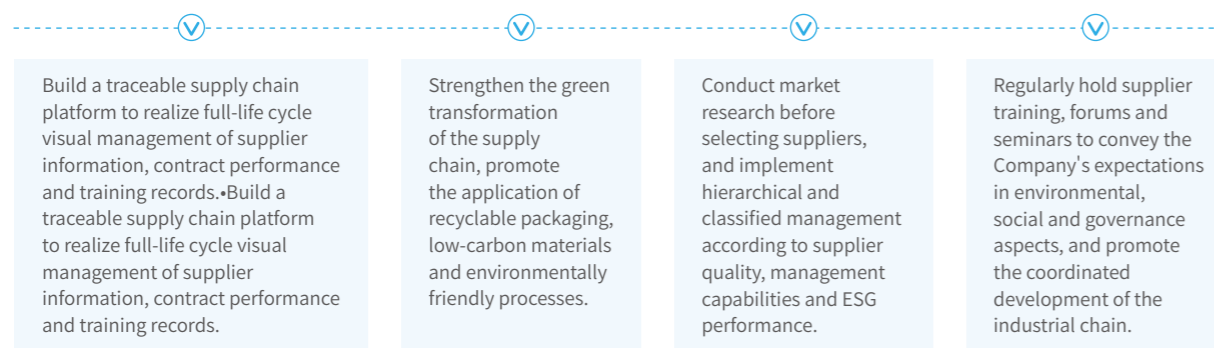 Build a traceable supply chain
platform to realize full-life cycle
visual management of supplier
information, contract performance
and training records.•Build a
traceable supply chain platform
to realize full-life cycle visual
management of supplier
information, contract performance
and training records.
Strengthen the green
transformation
of the supply
chain, promote
the application of
recyclable packaging,
low-carbon materials
and environmentally
friendly processes.
Conduct market
research before
selecting suppliers,
and implement
hierarchical and
classified management
according to supplier
quality, management
capabilities and ESG
performance.
Regularly hold supplier
training, forums and
seminars to convey the
Company's expectations
in environmental,
social and governance
aspects, and promote
the coordinated
development of the
industrial chain.